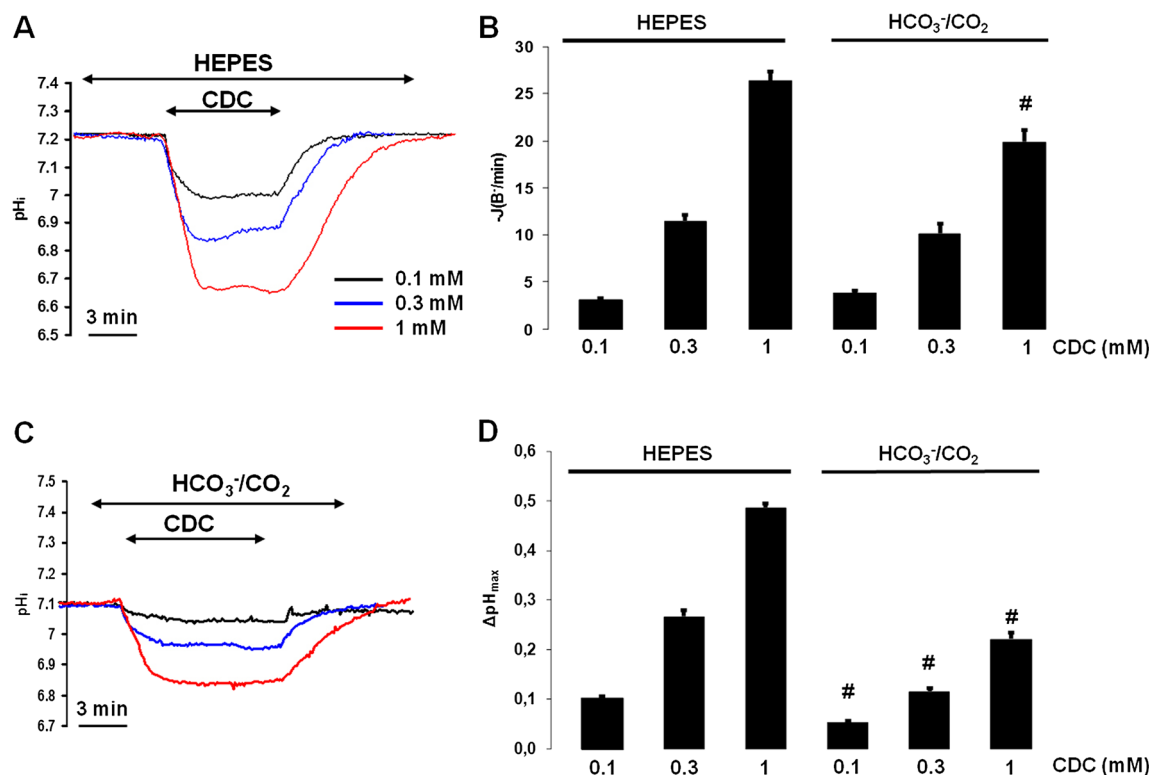 A
HEPES
CDC
7.4
7.3
7.2
7.1
7
6.9
6.8
6.7
6.6
6.5
pHi
0.1 mM
0.3 mM
1 mM
3 min
B
HEPES
HCO₃⁻/CO₂
30
25
20
15
10
5
0
-J(B⁻/min)
#
0.1 0.3 1 0.1 0.3 1 CDC (mM)
C
HCO₃⁻/CO₂
CDC
7.5
7.4
7.3
7.2
7.1
7
6.9
6.8
6.7
pHi
3 min
D
HEPES
HCO₃⁻/CO₂
0,6
0,5
0,4
0,3
0,2
0,1
0,0
ΔpHmax
# # #
0.1 0.3 1 0.1 0.3 1 CDC (mM)